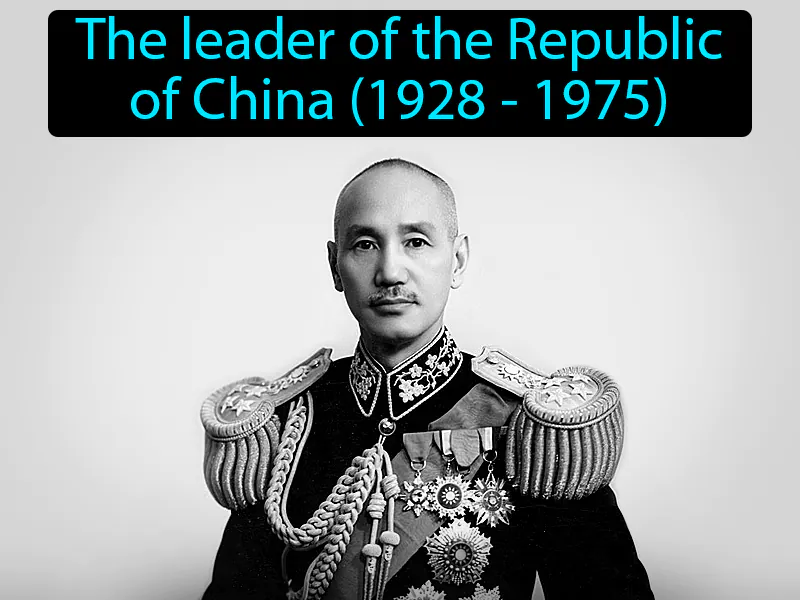 The leader of the Republic
of China (1928 - 1975)